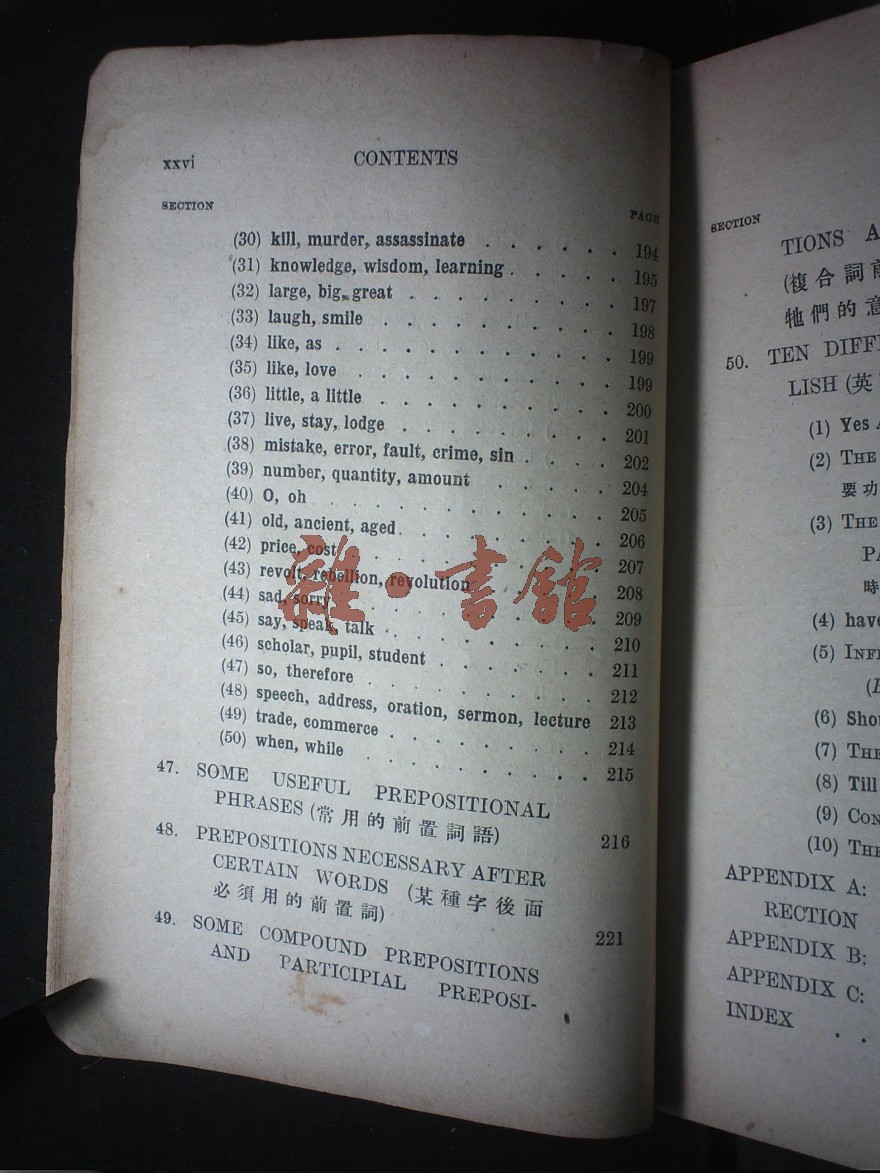 xxvi CONTENTS
SECTION PAGE
(30) kill, murder, assassinate . . . . . . . 194
(31) knowledge, wisdom, learning . . . . . . 195
(32) large, big, great . . . . . . . . . 197
(33) laugh, smile . . . . . . . . . . 198
(34) like, as . . . . . . . . . . . . 199
(35) like, love . . . . . . . . . . . 199
(36) little, a little . . . . . . . . . . 200
(37) live, stay, lodge . . . . . . . . . 201
(38) mistake, error, fault, crime, sin . . . . 202
(39) number, quantity, amount . . . . . 204
(40) O, oh . . . . . . . . . . . . 205
(41) old, ancient, aged . . . . . . . . . 206
(42) price, cost . . . . . . . . . . . 207
(43) revolt, rebellion, revolution . . . . . 208
(44) sad, sorry . . . . . . . . . . . 209
(45) say, speak, talk . . . . . . . . . 210
(46) scholar, pupil, student . . . . . . . 211
(47) so, therefore . . . . . . . . . . 212
(48) speech, address, oration, sermon, lecture 213
(49) trade, commerce . . . . . . . . . 214
(50) when, while . . . . . . . . . . 215
47. SOME USEFUL PREPOSITIONAL
PHRASES (常用的前置詞語) 216
48. PREPOSITIONS NECESSARY AFTER
CERTAIN WORDS (某種字後面
必須用的前置詞) 221
49. SOME COMPOUND PREPOSITIONS
AND PARTICIPIAL PREPOSI-
雜·書館
SECTION
TIONS A
(複合詞前
牠們的意
50. TEN DIFF
LISH (英
(1) Yes
(2) THE
要功
(3) THE
PA
時
(4) have
(5) INF
(6) Shou
(7) THE
(8) Till
(9) CON
(10) THE
APPENDIX A:
RECTION
APPENDIX B:
APPENDIX C:
INDEX . .